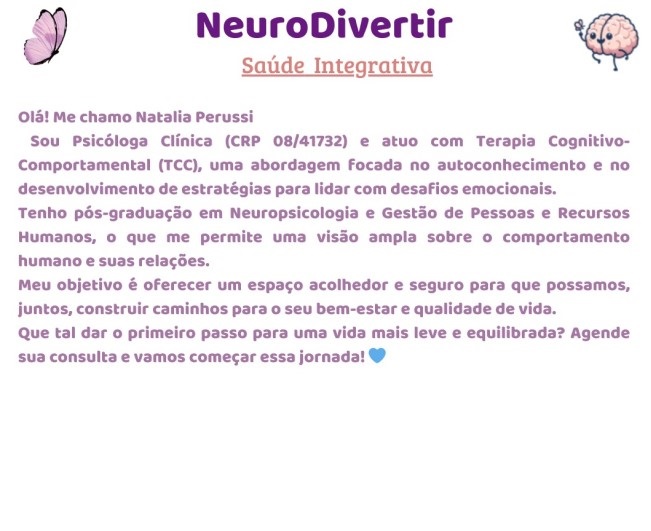 NeuroDivertir
Saúde Integrativa
Olá! Me chamo Natalia Perussi
Sou Psicóloga Clínica (CRP 08/41732) e atuo com Terapia Cognitivo-
Comportamental (TCC), uma abordagem focada no autoconhecimento e no
desenvolvimento de estratégias para lidar com desafios emocionais.
Tenho pós-graduação em Neuropsicologia e Gestão de Pessoas e Recursos
Humanos, o que me permite uma visão ampla sobre o comportamento
humano e suas relações.
Meu objetivo é oferecer um espaço acolhedor e seguro para que possamos,
juntos, construir caminhos para o seu bem-estar e qualidade de vida.
Que tal dar o primeiro passo para uma vida mais leve e equilibrada? Agende
sua consulta e vamos começar essa jornada! 💙